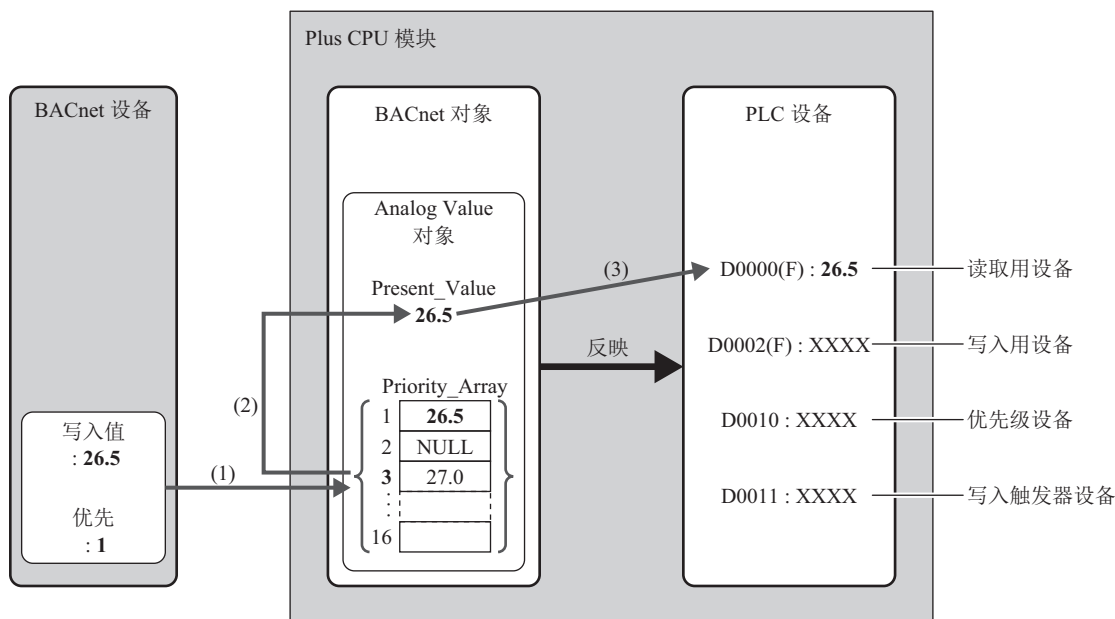 Plus CPU 模块
BACnet 设备
BACnet 对象
PLC 设备
Analog Value
对象
(3)
D0000(F) : 26.5
读取用设备
Present_Value
26.5
反映
D0002(F) : XXXX
写入用设备
Priority_Array
(2)
1 26.5
2 NULL
3 27.0
:
16
D0010 : XXXX
优先级设备
写入值
: 26.5
(1)
D0011 : XXXX
写入触发器设备
优先
: 1